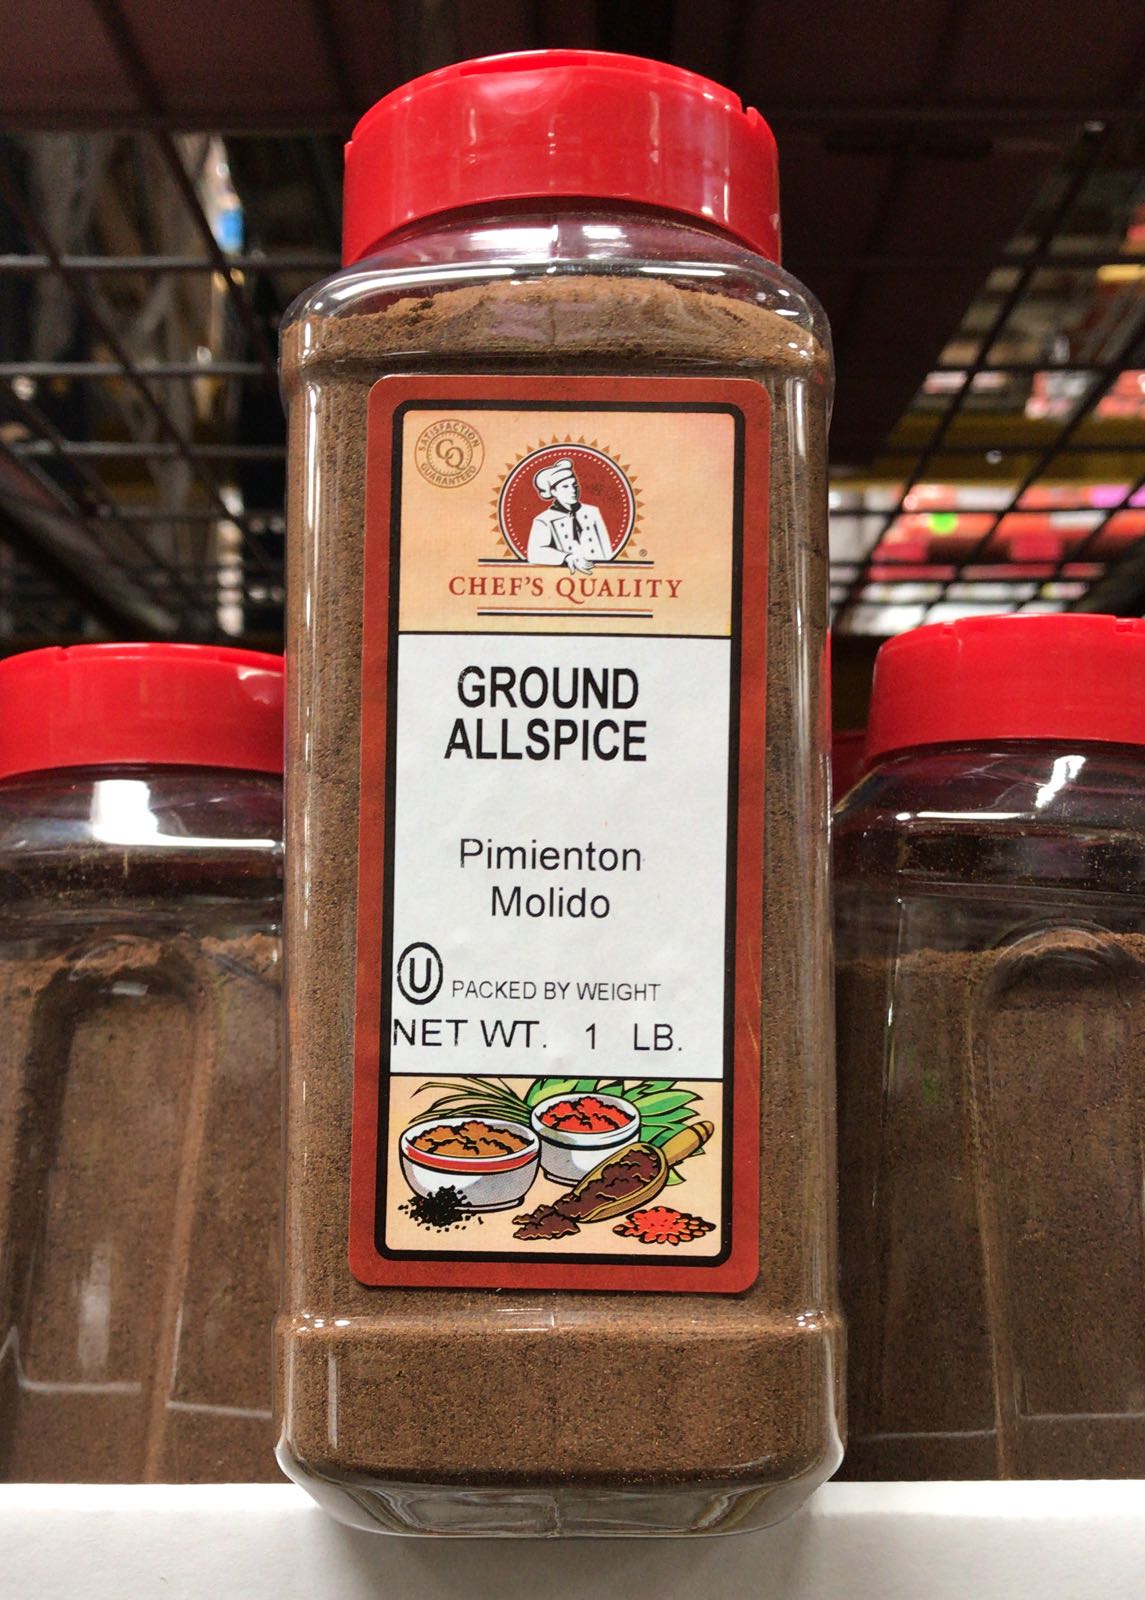 SATISFACTION
CQ
GUARANTEED
®
CHEF'S QUALITY
GROUND
ALLSPICE
Pimienton
Molido
U PACKED BY WEIGHT
NET WT. 1 LB.